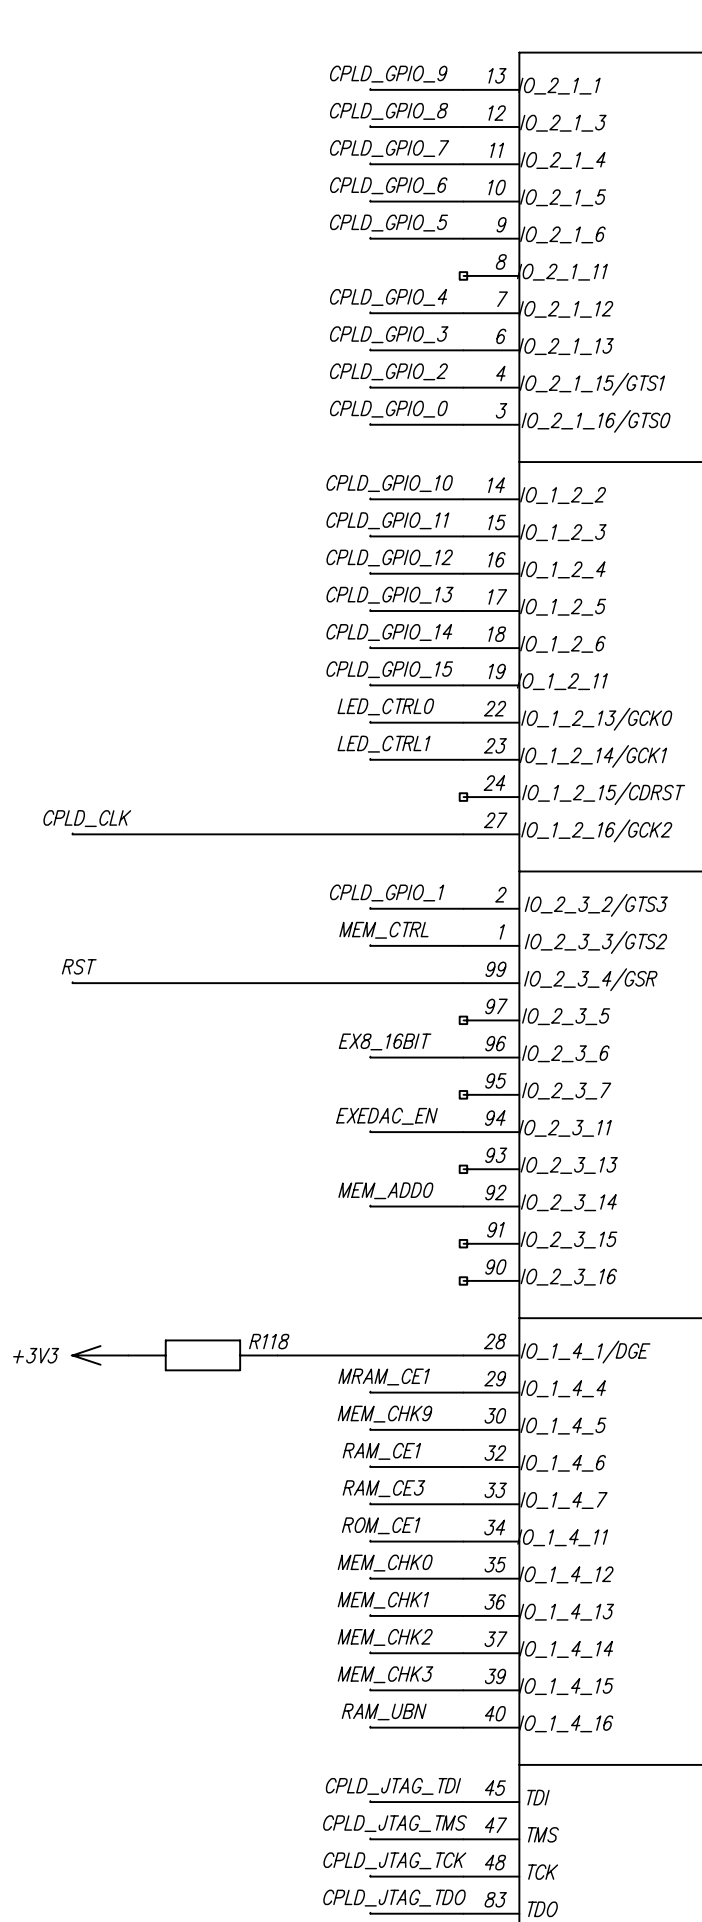 CPLD_GPIO_9 13 IO_2_1_1
CPLD_GPIO_8 12 IO_2_1_3
CPLD_GPIO_7 11 IO_2_1_4
CPLD_GPIO_6 10 IO_2_1_5
CPLD_GPIO_5 9 IO_2_1_6
8 IO_2_1_11
CPLD_GPIO_4 7 IO_2_1_12
CPLD_GPIO_3 6 IO_2_1_13
CPLD_GPIO_2 4 IO_2_1_15/GTS1
CPLD_GPIO_0 3 IO_2_1_16/GTS0
CPLD_GPIO_10 14 IO_1_2_2
CPLD_GPIO_11 15 IO_1_2_3
CPLD_GPIO_12 16 IO_1_2_4
CPLD_GPIO_13 17 IO_1_2_5
CPLD_GPIO_14 18 IO_1_2_6
CPLD_GPIO_15 19 IO_1_2_11
LED_CTRL0 22 IO_1_2_13/GCK0
LED_CTRL1 23 IO_1_2_14/GCK1
24 IO_1_2_15/CDRST
CPLD_CLK 27 IO_1_2_16/GCK2
CPLD_GPIO_1 2 IO_2_3_2/GTS3
MEM_CTRL 1 IO_2_3_3/GTS2
RST 99 IO_2_3_4/GSR
97 IO_2_3_5
EX8_16BIT 96 IO_2_3_6
95 IO_2_3_7
EXEDAC_EN 94 IO_2_3_11
93 IO_2_3_13
MEM_ADD0 92 IO_2_3_14
91 IO_2_3_15
90 IO_2_3_16
+3V3 R118 28 IO_1_4_1/DGE
MRAM_CE1 29 IO_1_4_4
MEM_CHK9 30 IO_1_4_5
RAM_CE1 32 IO_1_4_6
RAM_CE3 33 IO_1_4_7
ROM_CE1 34 IO_1_4_11
MEM_CHK0 35 IO_1_4_12
MEM_CHK1 36 IO_1_4_13
MEM_CHK2 37 IO_1_4_14
MEM_CHK3 39 IO_1_4_15
RAM_UBN 40 IO_1_4_16
CPLD_JTAG_TDI 45 TDI
CPLD_JTAG_TMS 47 TMS
CPLD_JTAG_TCK 48 TCK
CPLD_JTAG_TDO 83 TDO